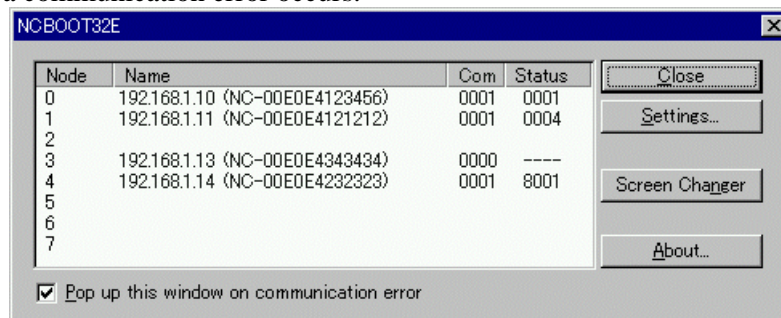 a communication error occurs.
NCBOOT32E
Node Name Com Status
0 192.168.1.10 (NC-00E0E4123456) 0001 0001
1 192.168.1.11 (NC-00E0E4121212) 0001 0004
2
3 192.168.1.13 (NC-00E0E4343434) 0000 ----
4 192.168.1.14 (NC-00E0E4232323) 0001 8001
5
6
7
Close
Settings...
Screen Changer
About...
Pop up this window on communication error